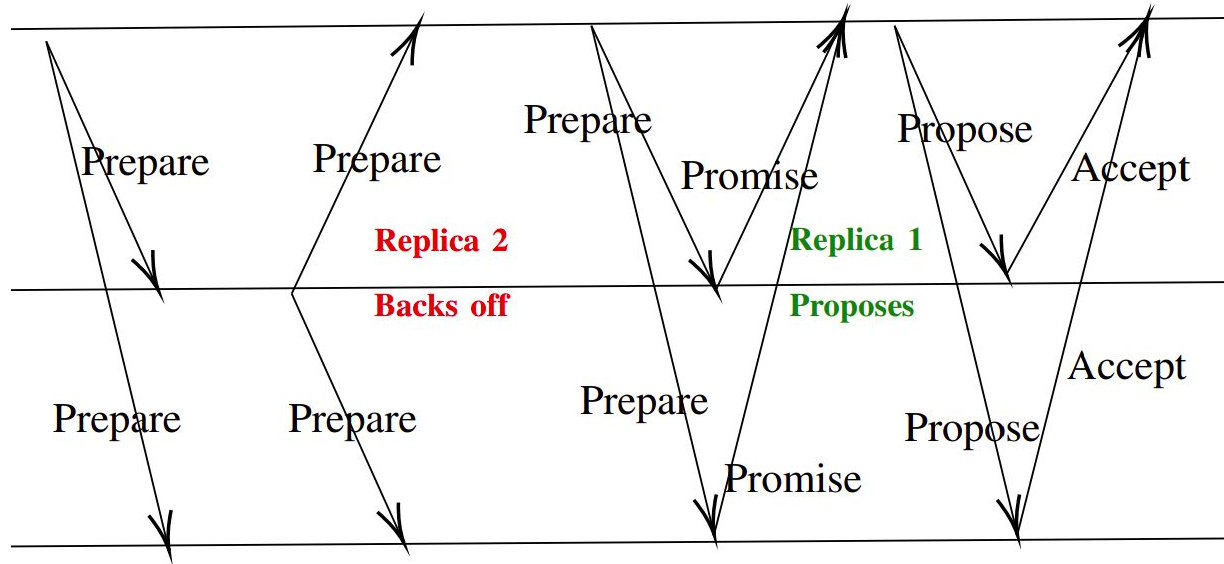 Prepare
Propose
Prepare
Prepare
Accept
Promise
Replica 2
Replica 1
Backs off
Proposes
Accept
Prepare
Prepare
Prepare
Propose
Promise